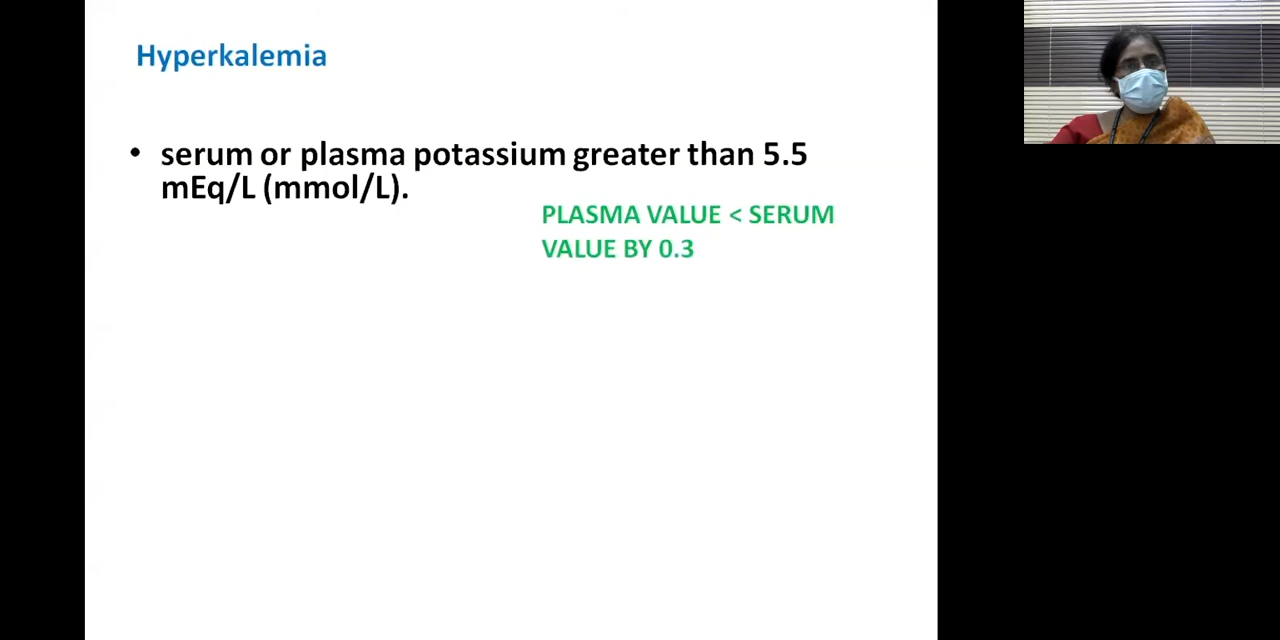 Hyperkalemia
• serum or plasma potassium greater than 5.5
mEq/L (mmol/L).
PLASMA VALUE < SERUM
VALUE BY 0.3